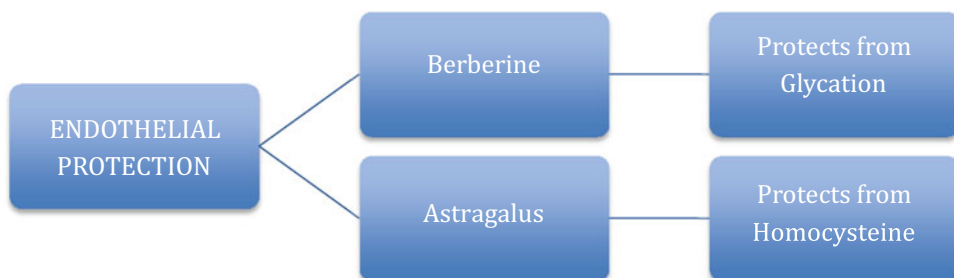 ENDOTHELIAL
PROTECTION
Berberine
Protects from
Glycation
Astragalus
Protects from
Homocysteine